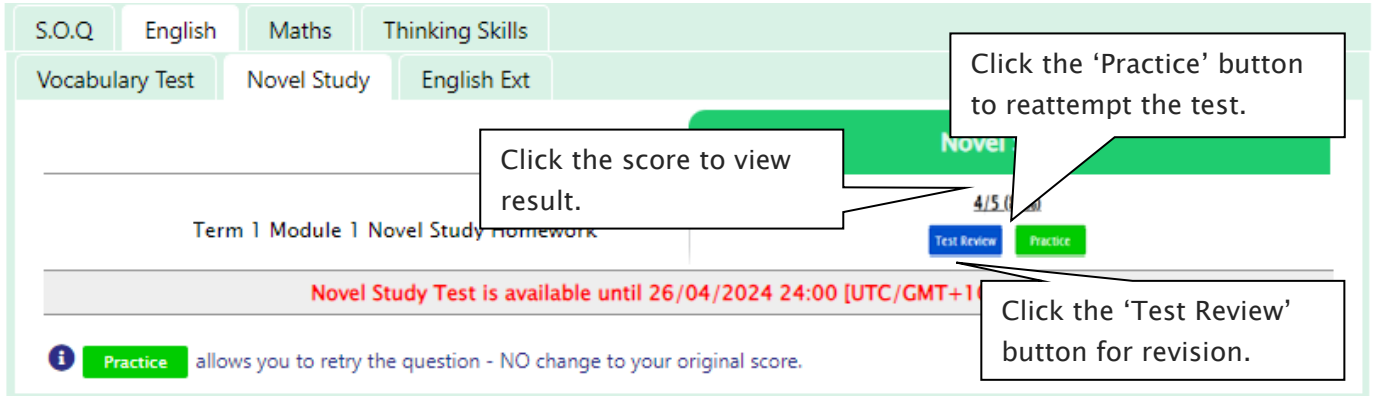 S.O.Q English Maths Thinking Skills
Vocabulary Test Novel Study English Ext
Click the ‘Practice’ button
to reattempt the test.
Novel
Click the score to view
result.
4/5
Term 1 Module 1 Novel Study Homework
Test Review Practice
Novel Study Test is available until 26/04/2024 24:00 [UTC/GMT+1
Click the ‘Test Review’
button for revision.
Practice allows you to retry the question - NO change to your original score.